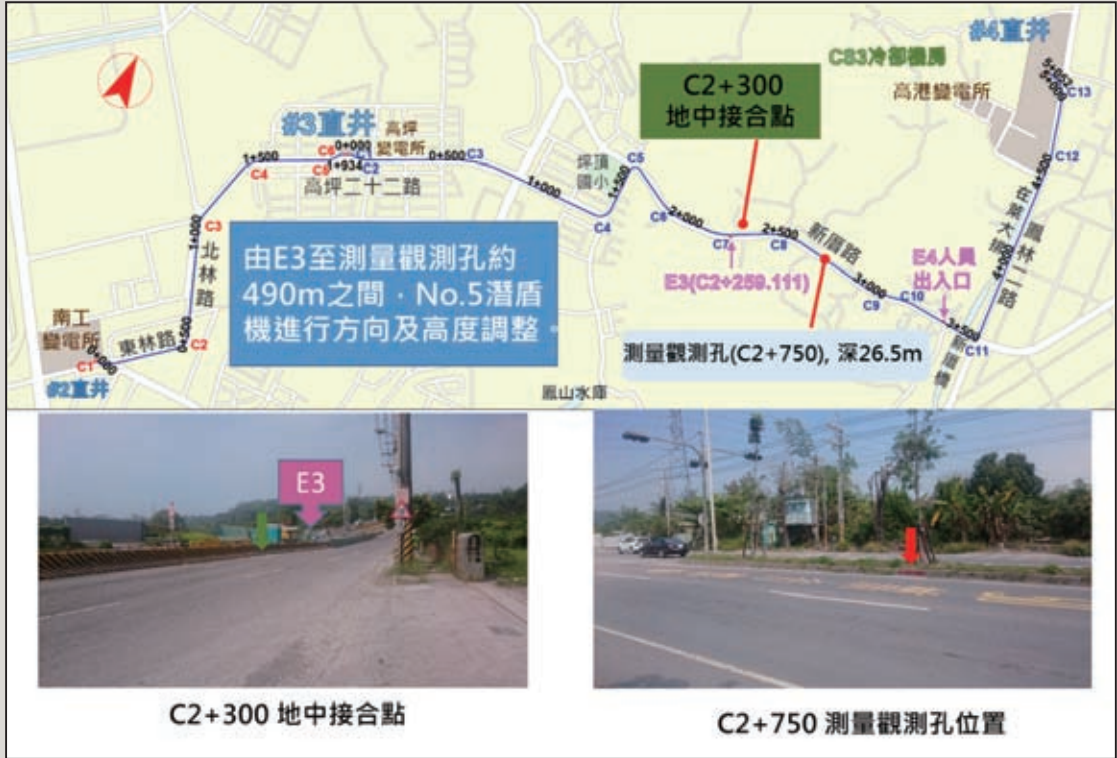 #4直井
CS3冷卻機房
高港變電所
5+052
5+000
C13
C2+300
地中接合點
#3直井
高坪
變電所
C6
0+000
C1
C5
1+934
C2
0+500
C3
1+500
C4
高坪二十二路
坪頂
國小
C5
1+500
1+000
C4
C6
2+000
C7
2+500
C8
新厝路
E3(C2+259.111)
3+000
C9
C10
E4人員
出入口
3+500
C11
新厝橋
4+000
鳳林二路
4+500
C12
C3
1+000
北林路
由E3至測量觀測孔約
490m之間,No.5潛盾
機進行方向及高度調整。
測量觀測孔(C2+750), 深26.5m
南工
變電所
0+000
C1
東林路
0+500
C2
#2直井
鳳山水庫
E3
C2+300 地中接合點
C2+750 測量觀測孔位置